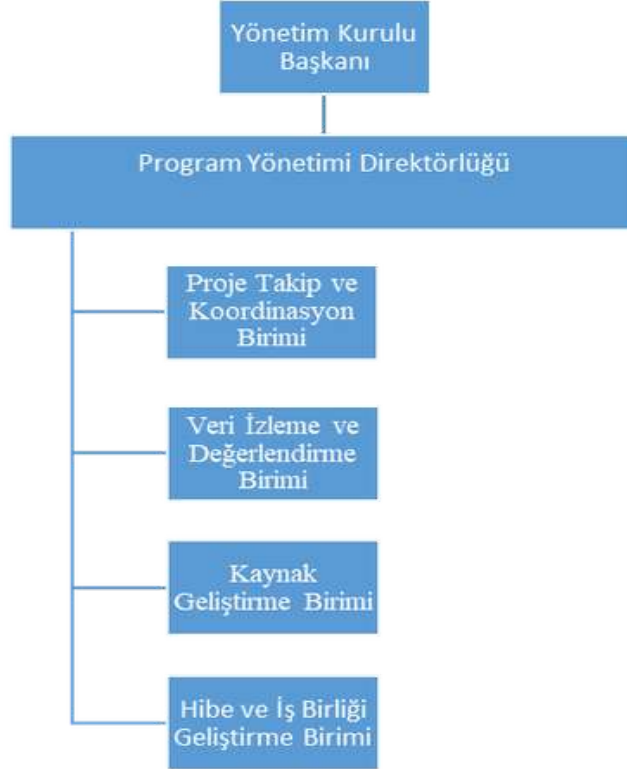 Yönetim Kurulu
Başkanı
Program Yönetimi Direktörlüğü
Proje Takip ve
Koordinasyon
Birimi
Veri İzleme ve
Değerlendirme
Birimi
Kaynak
Geliştirme Birimi
Hibe ve İş Birliği
Geliştirme Birimi